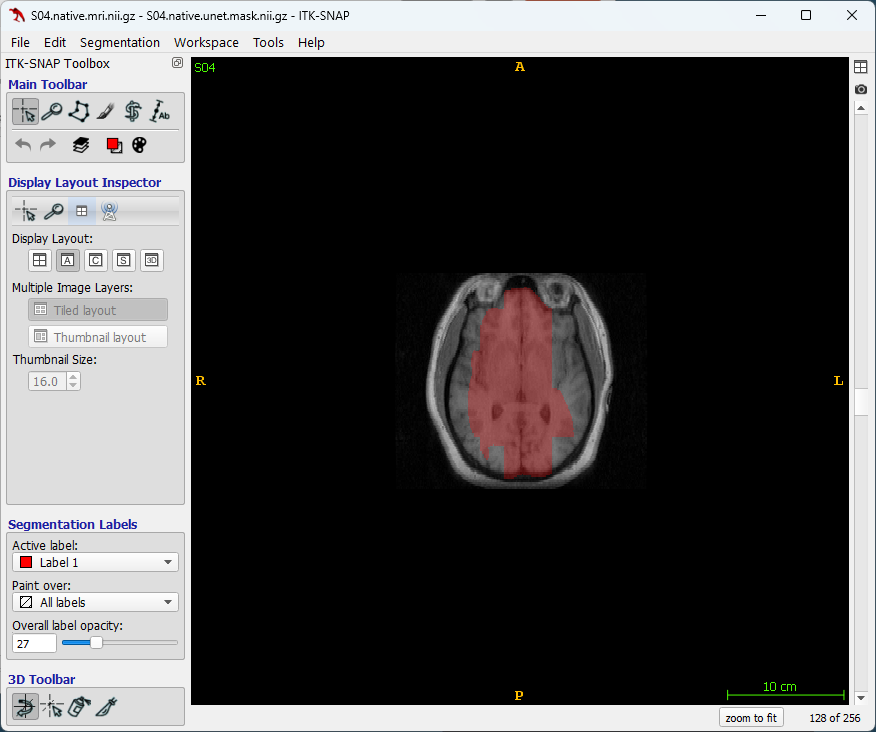 S04.native.mri.nii.gz - S04.native.unet.mask.nii.gz - ITK-SNAP
File Edit Segmentation Workspace Tools Help
ITK-SNAP Toolbox
Main Toolbar
Ab
Display Layout Inspector
Display Layout:
A C S 3D
Multiple Image Layers:
Tiled layout
Thumbnail layout
Thumbnail Size:
16.0
Segmentation Labels
Active label:
Label 1
Paint over:
All labels
Overall label opacity:
27
3D Toolbar
S04
A
R
L
P
10 cm
zoom to fit
128 of 256